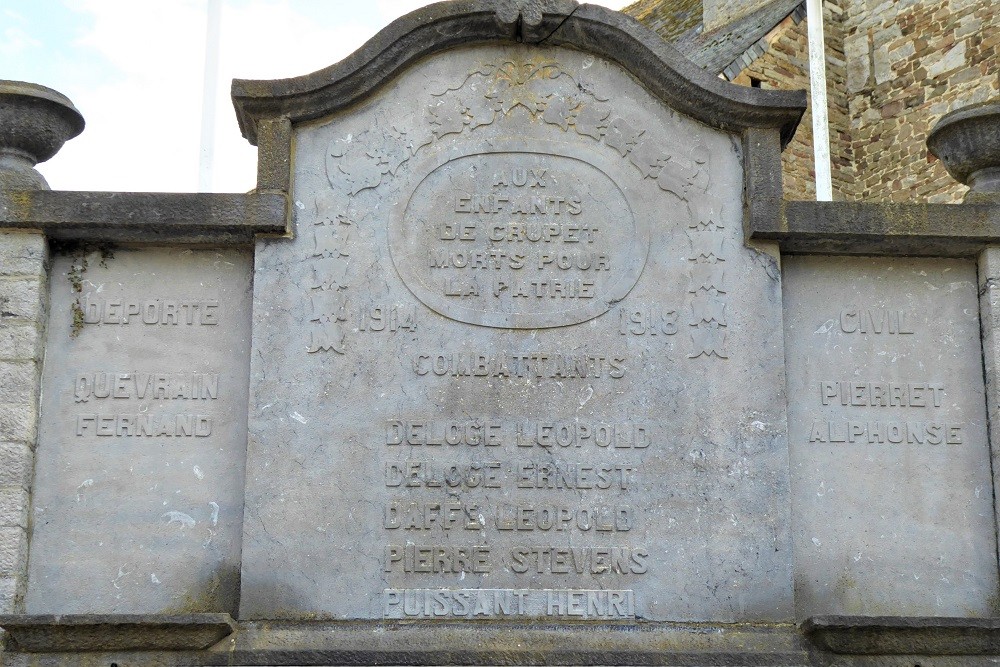 AUX
ENFANTS
DE CRUPET
MORTS POUR
LA PATRIE
1914 1918
COMBATTANTS
DELOGE LEOPOLD
DELOGE ERNEST
DAFFE LEOPOLD
PIERRE STEVENS
PUISSANT HENRI
DEPORTE
QUEVRAIN
FERNAND
CIVIL
PIERRET
ALPHONSE